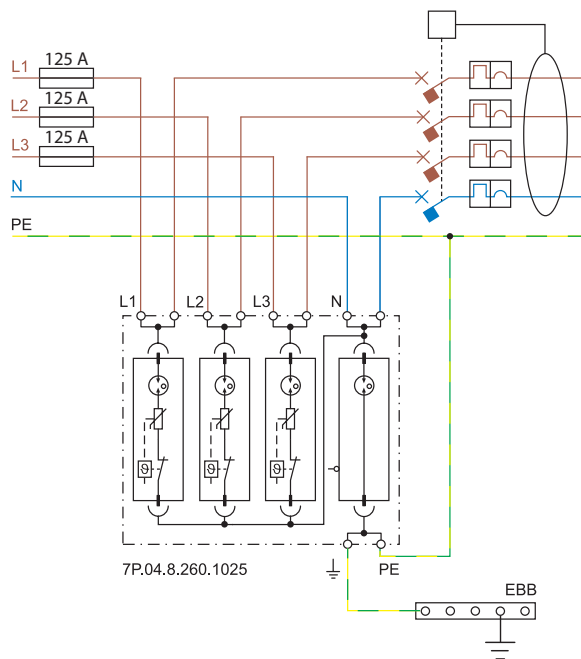 125 A
L1
125 A
L2
125 A
L3
N
PE
L1 L2 L3 N
ϑ ϑ ϑ
7P.04.8.260.1025
PE
EBB